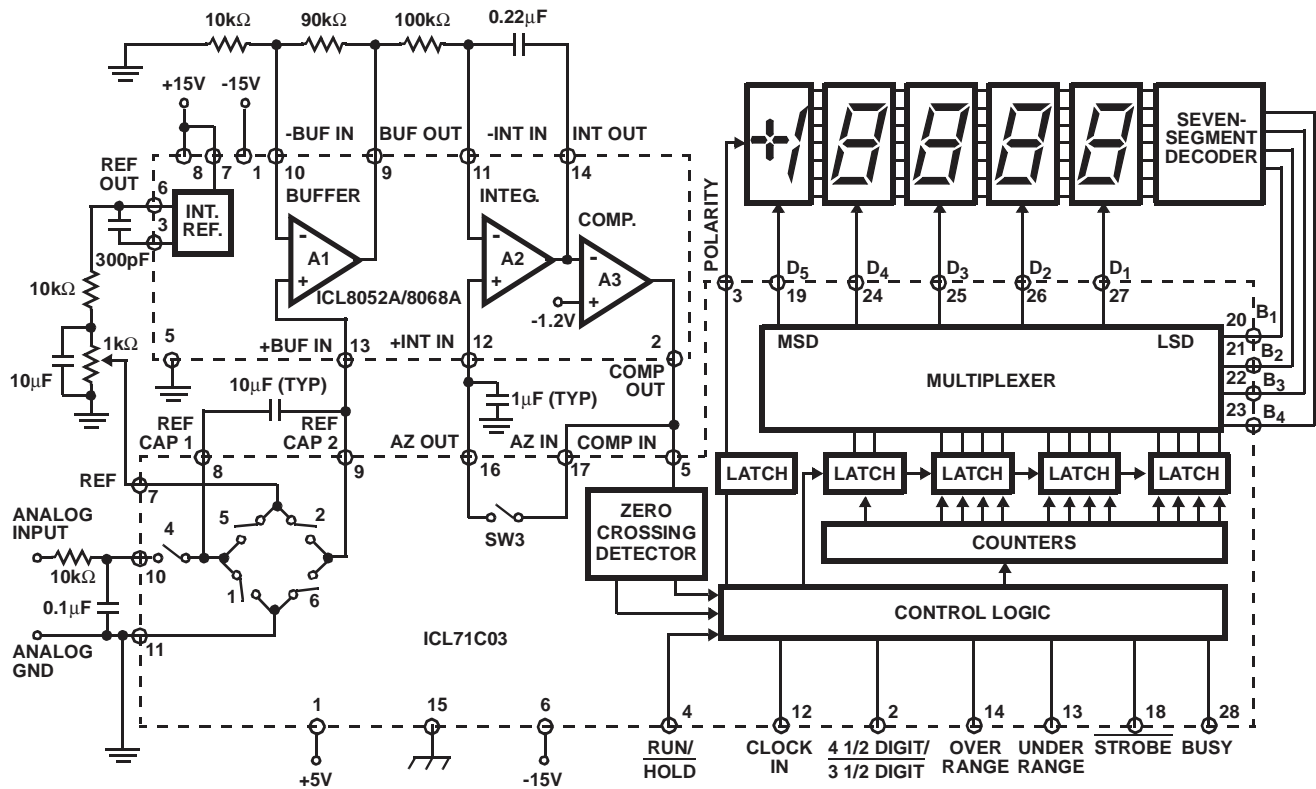 10kΩ
90kΩ
100kΩ
0.22μF
+15V
-15V
-BUF IN
BUF OUT
-INT IN
INT OUT
8
7
1
10
9
11
14
REF
OUT
6
3
INT.
REF.
300pF
BUFFER
-
A1
+
INTEG.
-
A2
+
COMP.
-
A3
+
-1.2V
ICL8052A/8068A
10kΩ
1kΩ
10μF
5
+BUF IN
13
+INT IN
12
2
COMP
OUT
10μF (TYP)
1μF (TYP)
REF
CAP 1
REF
CAP 2
AZ OUT
AZ IN
COMP IN
8
9
16
17
5
REF
7
ANALOG
INPUT
10kΩ
10
4
5
2
1
6
0.1μF
ANALOG
GND
11
SW3
ZERO
CROSSING
DETECTOR
ICL71C03
+1
8
8
8
8
SEVEN-
SEGMENT
DECODER
POLARITY
3
D5
19
D4
24
D3
25
D2
26
D1
27
MSD
LSD
MULTIPLEXER
20
B1
21
B2
22
B3
23
B4
LATCH
LATCH
LATCH
LATCH
LATCH
COUNTERS
CONTROL LOGIC
1
+5V
15
6
-15V
4
RUN/
HOLD
12
CLOCK
IN
2
4 1/2 DIGIT/
3 1/2 DIGIT
14
OVER
RANGE
13
UNDER
RANGE
18
STROBE
28
BUSY